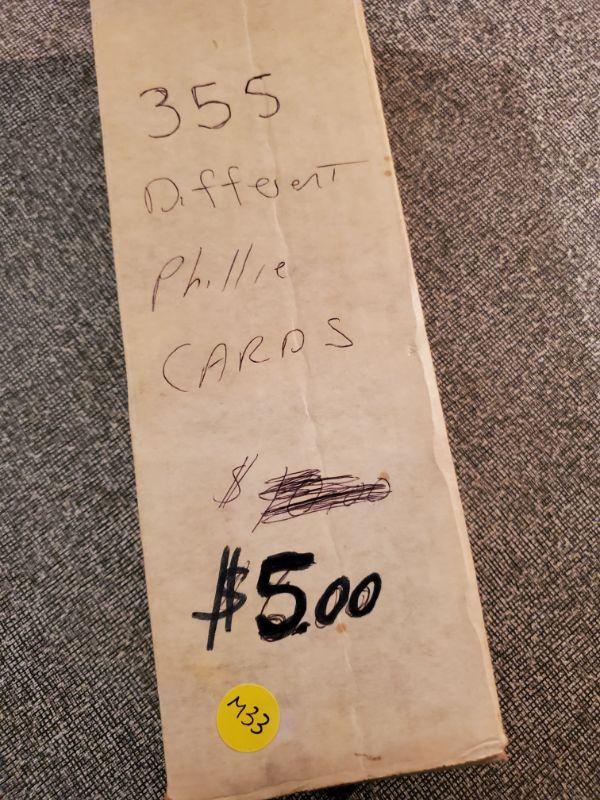 355
Different
Phillie
CARDS
$
$5.00
M33